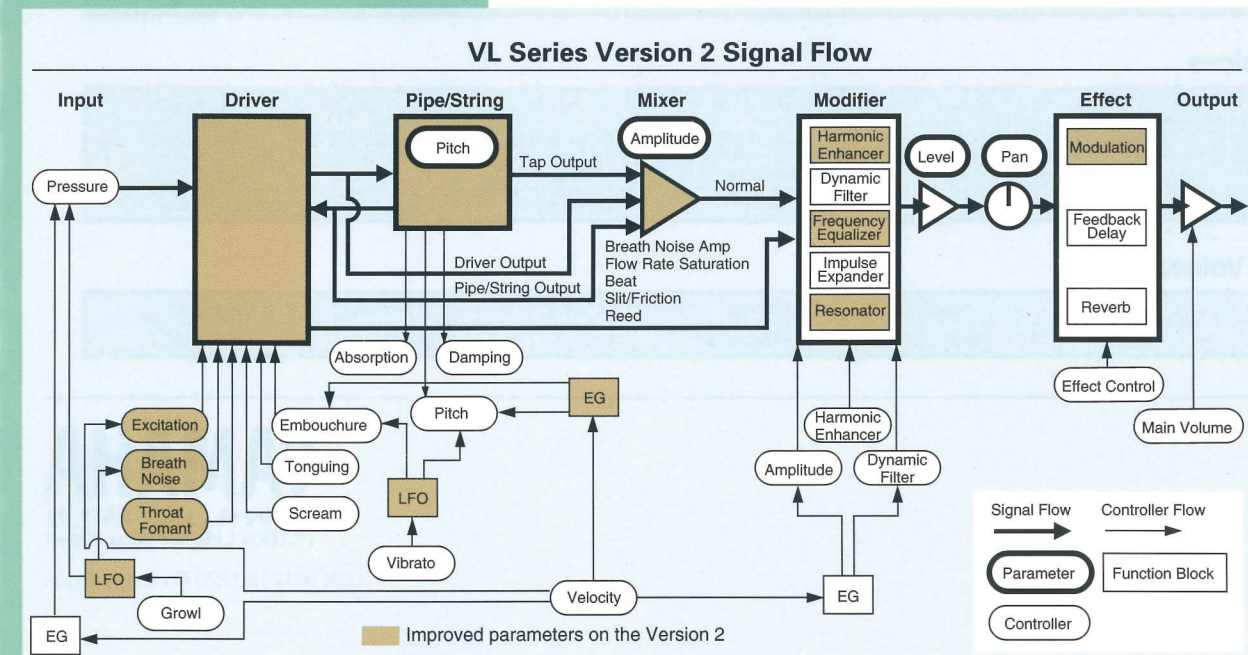 VL Series Version 2 Signal Flow
Input
Driver
Pipe/String
Mixer
Modifier
Effect
Output
Pressure
Pitch
Tap Output
Amplitude
Normal
Driver Output
Pipe/String Output
Breath Noise Amp
Flow Rate Saturation
Beat
Slit/Friction
Reed
Harmonic
Enhancer
Dynamic
Filter
Frequency
Equalizer
Impulse
Expander
Resonator
Level
Pan
Modulation
Feedback
Delay
Reverb
Absorption
Damping
Effect Control
Main Volume
Excitation
Breath
Noise
Throat
Fomant
Embouchure
Tonguing
Scream
Pitch
EG
LFO
Vibrato
Harmonic
Enhancer
Amplitude
Dynamic
Filter
LFO
Growl
EG
Velocity
EG
Improved parameters on the Version 2
Signal Flow
Controller Flow
Parameter
Function Block
Controller